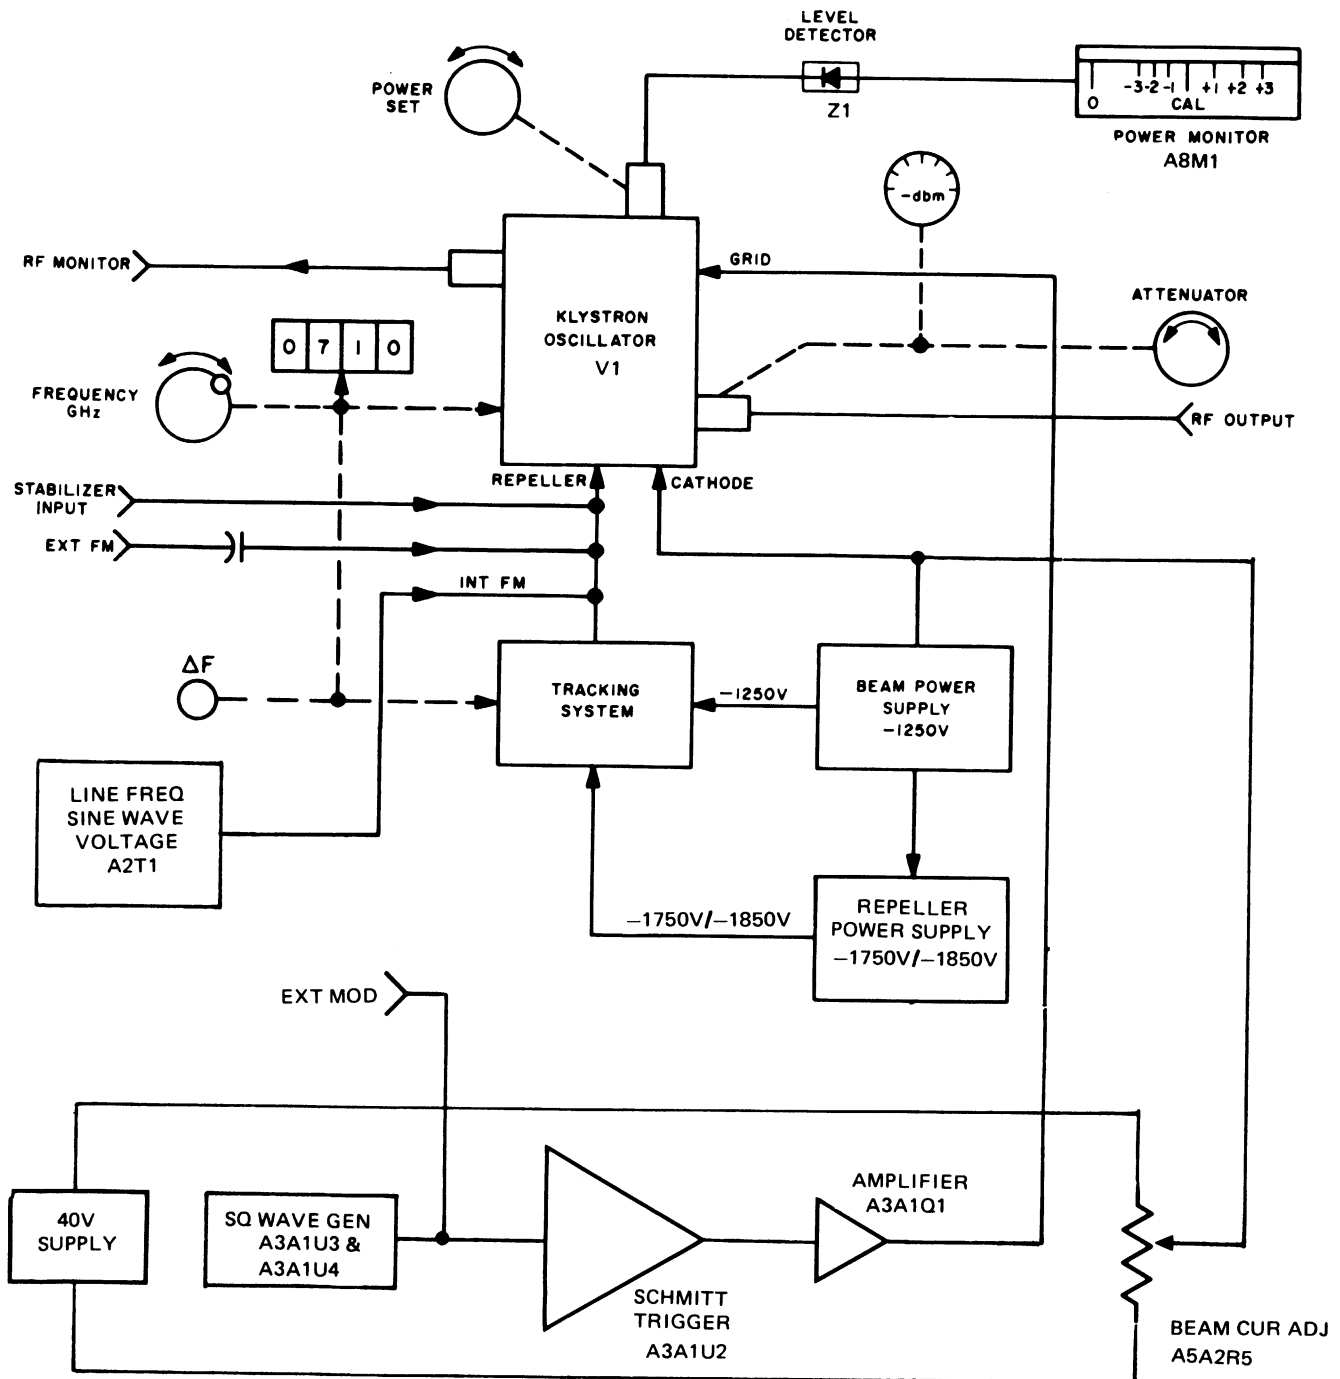 LEVEL
DETECTOR
Z1
0 -3 -2 -1 +1 +2 +3
CAL
POWER MONITOR
A8M1
POWER
SET
-dbm
RF MONITOR
GRID
KLYSTRON
OSCILLATOR
V1
ATTENUATOR
0 7 1 0
FREQUENCY
GHz
RF OUTPUT
REPELLER
CATHODE
STABILIZER
INPUT
EXT FM
INT FM
ΔF
TRACKING
SYSTEM
-1250V
BEAM POWER
SUPPLY
-1250V
LINE FREQ
SINE WAVE
VOLTAGE
A2T1
-1750V/-1850V
REPELLER
POWER SUPPLY
-1750V/-1850V
EXT MOD
40V
SUPPLY
SQ WAVE GEN
A3A1U3 &
A3A1U4
SCHMITT
TRIGGER
A3A1U2
AMPLIFIER
A3A1Q1
BEAM CUR ADJ
A5A2R5